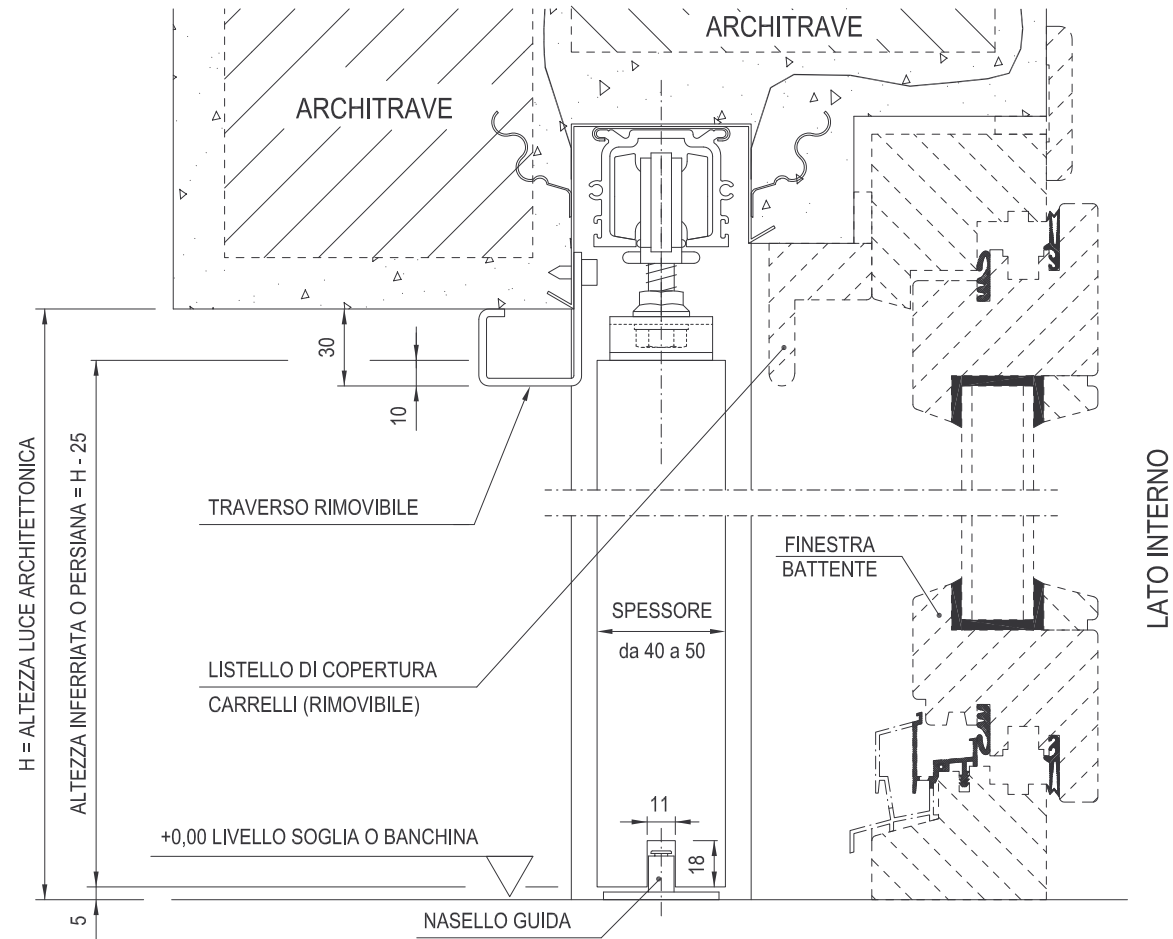 ARCHITRAVE
ARCHITRAVE
30
10
H = ALTEZZA LUCE ARCHITETTONICA
ALTEZZA INFERRIATA O PERSIANA = H - 25
TRAVERSO RIMOVIBILE
LATO INTERNO
FINESTRA
BATTENTE
SPESSORE
da 40 a 50
LISTELLO DI COPERTURA
CARRELLI (RIMOVIBILE)
11
+0,00 LIVELLO SOGLIA O BANCHINA
18
5
NASELLO GUIDA